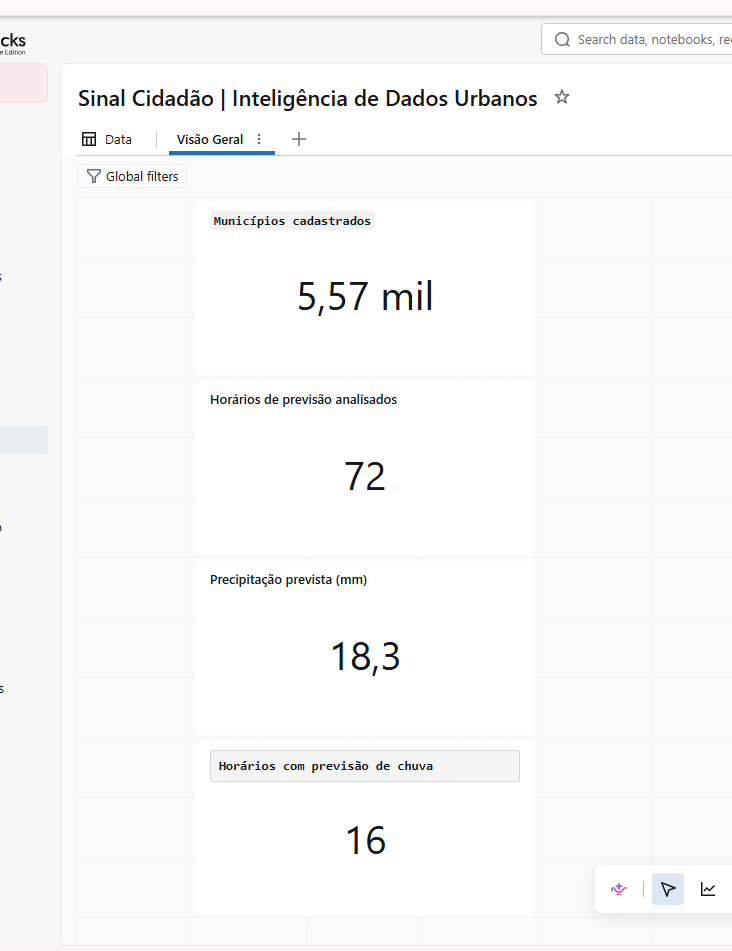 cks
e Edition
Search data, notebooks, re
Sinal Cidadão | Inteligência de Dados Urbanos
Data
Visão Geral
Global filters
Municípios cadastrados
5,57 mil
Horários de previsão analisados
72
Precipitação prevista (mm)
18,3
Horários com previsão de chuva
16